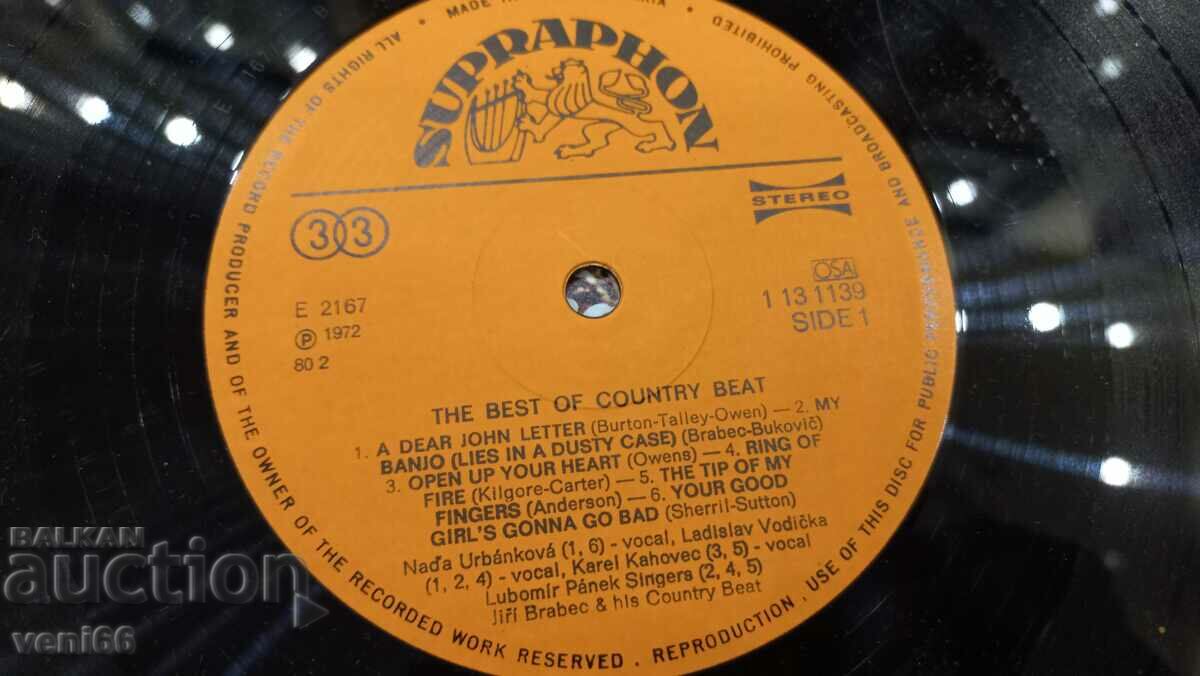 SUPRAPHON
33
STEREO
E 2167
Ⓟ 1972
80 2
OSA
1 13 1139
SIDE 1
THE BEST OF COUNTRY BEAT
1. A DEAR JOHN LETTER (Burton-Talley-Owen) — 2. MY
BANJO (LIES IN A DUSTY CASE) (Brabec-Bukovič)
3. OPEN UP YOUR HEART (Owens) — 4. RING OF
FIRE (Kilgore-Carter) — 5. THE TIP OF MY
FINGERS (Anderson) — 6. YOUR GOOD
GIRL'S GONNA GO BAD (Sherril-Sutton)
Naďa Urbánková (1, 6) - vocal, Ladislav Vodička
(1, 2, 4) - vocal, Karel Kahovec (3, 5) - vocal
Lubomír Pánek Singers (2, 4, 5)
Jiří Brabec & his Country Beat
ALL RIGHTS OF THE RECORD PRODUCER AND OF THE OWNER OF THE RECORDED WORK RESERVED . REPRODUCTION . USE OF THIS DISC FOR PUBLIC PERFORMANCE AND BROADCASTING PROHIBITED
MADE
BALKAN
auction
veni66